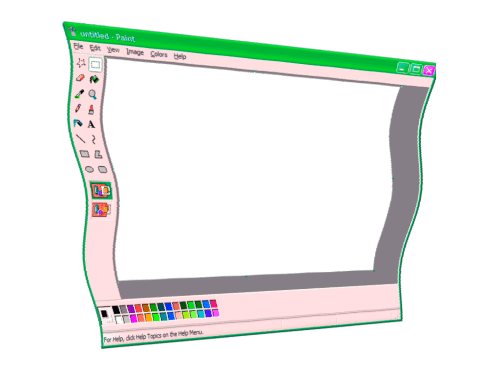 untitled - Paint
File Edit View Image Colors Help
A
For Help, click Help Topics on the Help Menu.